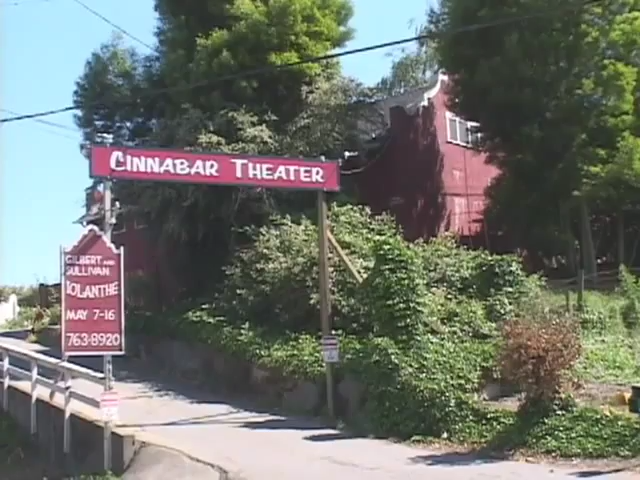 CINNABAR THEATER
GILBERT AND
SULLIVAN
IOLANTHE
MAY 7-16
763-8920